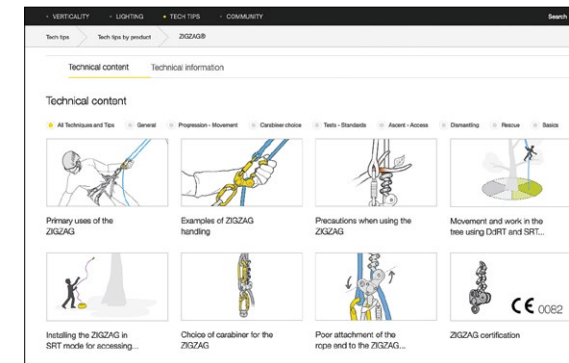 VERTICALITY LIGHTING TECH TIPS COMMUNITY Search
Tech tips Tech tips by product ZIGZAG®
Technical content Technical information
Technical content
All Techniques and Tips General Progression - Movement Carabiner choice Tests - Standards Ascent - Access Dismantling Rescue Basics
Primary uses of the
ZIGZAG
Examples of ZIGZAG
handling
Precautions when using the
ZIGZAG
Movement and work in the
tree using DdRT and SRT...
CE 0082
Installing the ZIGZAG in
SRT mode for accessing...
Choice of carabiner for the
ZIGZAG
Poor attachment of the
rope end to the ZIGZAG...
ZIGZAG certification